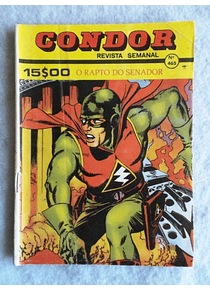 CONDOR
REVISTA SEMANAL
Nº
465
15$00 O RAPTO DO SENADOR